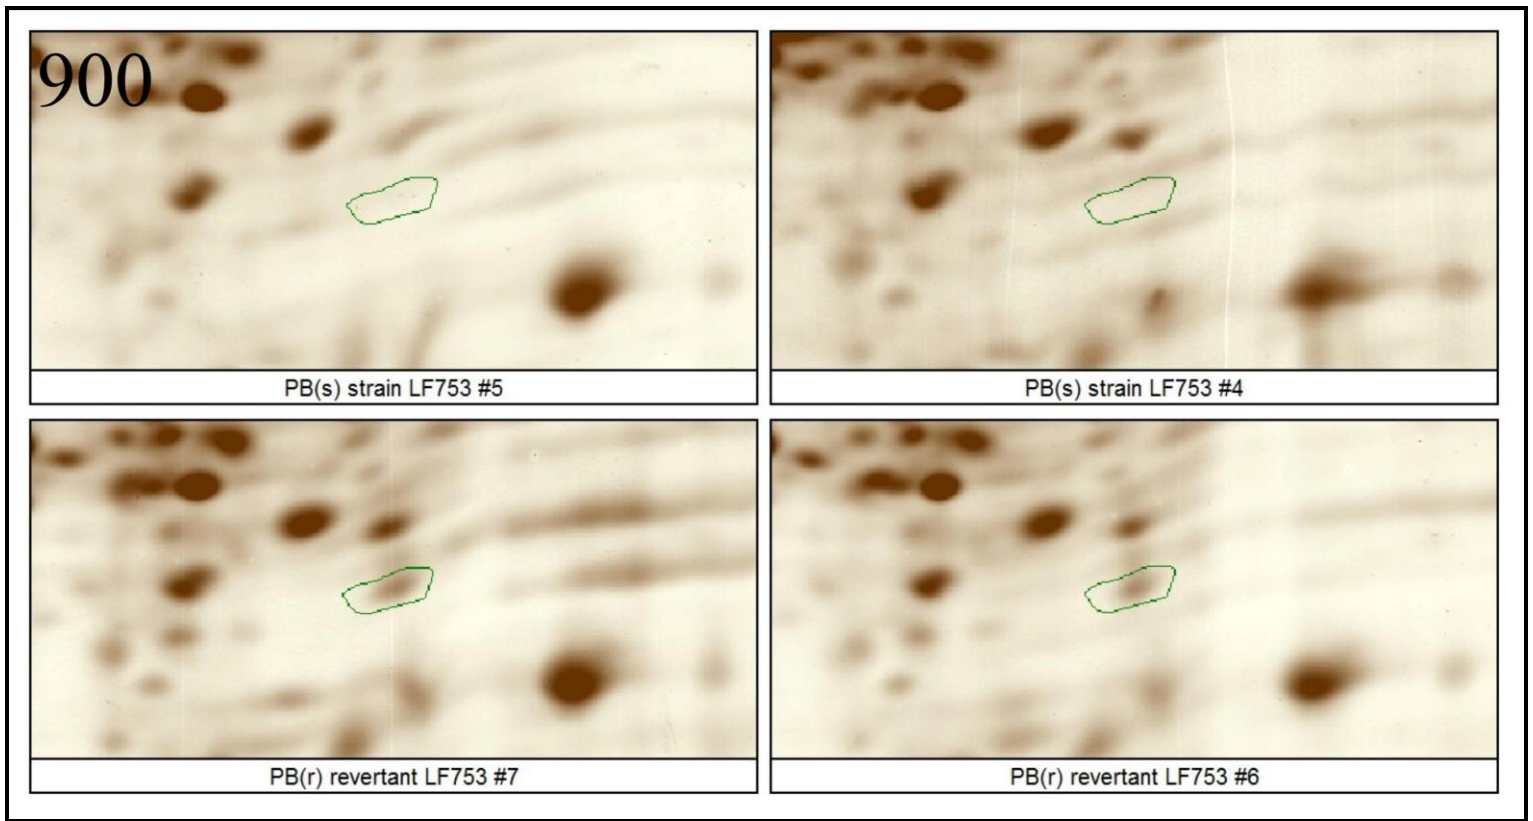 900
PB(s) strain LF753 #5
PB(s) strain LF753 #4
PB(r) revertant LF753 #7
PB(r) revertant LF753 #6